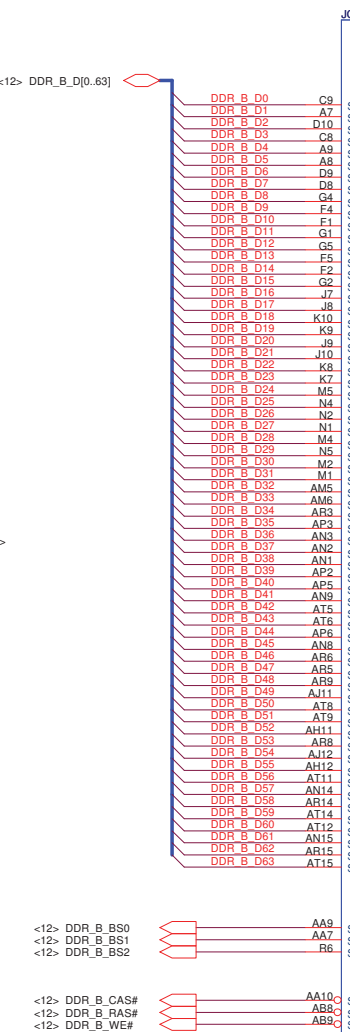 JC
<12> DDR_B_D[0..63]
DDR_B_D0 C9
DDR_B_D1 A7
DDR_B_D2 D10
DDR_B_D3 C8
DDR_B_D4 A9
DDR_B_D5 A8
DDR_B_D6 D9
DDR_B_D7 D8
DDR_B_D8 G4
DDR_B_D9 F4
DDR_B_D10 F1
DDR_B_D11 G1
DDR_B_D12 G5
DDR_B_D13 F5
DDR_B_D14 F2
DDR_B_D15 G2
DDR_B_D16 J7
DDR_B_D17 J8
DDR_B_D18 K10
DDR_B_D19 K9
DDR_B_D20 J9
DDR_B_D21 J10
DDR_B_D22 K8
DDR_B_D23 K7
DDR_B_D24 M5
DDR_B_D25 N4
DDR_B_D26 N2
DDR_B_D27 N1
DDR_B_D28 M4
DDR_B_D29 N5
DDR_B_D30 M2
DDR_B_D31 M1
DDR_B_D32 AM5
DDR_B_D33 AM6
DDR_B_D34 AR3
DDR_B_D35 AP3
DDR_B_D36 AN3
DDR_B_D37 AN2
DDR_B_D38 AN1
DDR_B_D39 AP2
DDR_B_D40 AP5
DDR_B_D41 AN9
DDR_B_D42 AT5
DDR_B_D43 AT6
DDR_B_D44 AP6
DDR_B_D45 AN8
DDR_B_D46 AR6
DDR_B_D47 AR5
DDR_B_D48 AR9
DDR_B_D49 AJ11
DDR_B_D50 AT8
DDR_B_D51 AT9
DDR_B_D52 AH11
DDR_B_D53 AR8
DDR_B_D54 AJ12
DDR_B_D55 AH12
DDR_B_D56 AT11
DDR_B_D57 AN14
DDR_B_D58 AR14
DDR_B_D59 AT14
DDR_B_D60 AT12
DDR_B_D61 AN15
DDR_B_D62 AR15
DDR_B_D63 AT15
<12> DDR_B_BS0 AA9
<12> DDR_B_BS1 AA7
<12> DDR_B_BS2 R6
<12> DDR_B_CAS# AA10
<12> DDR_B_RAS# AB8
<12> DDR_B_WE# AB9